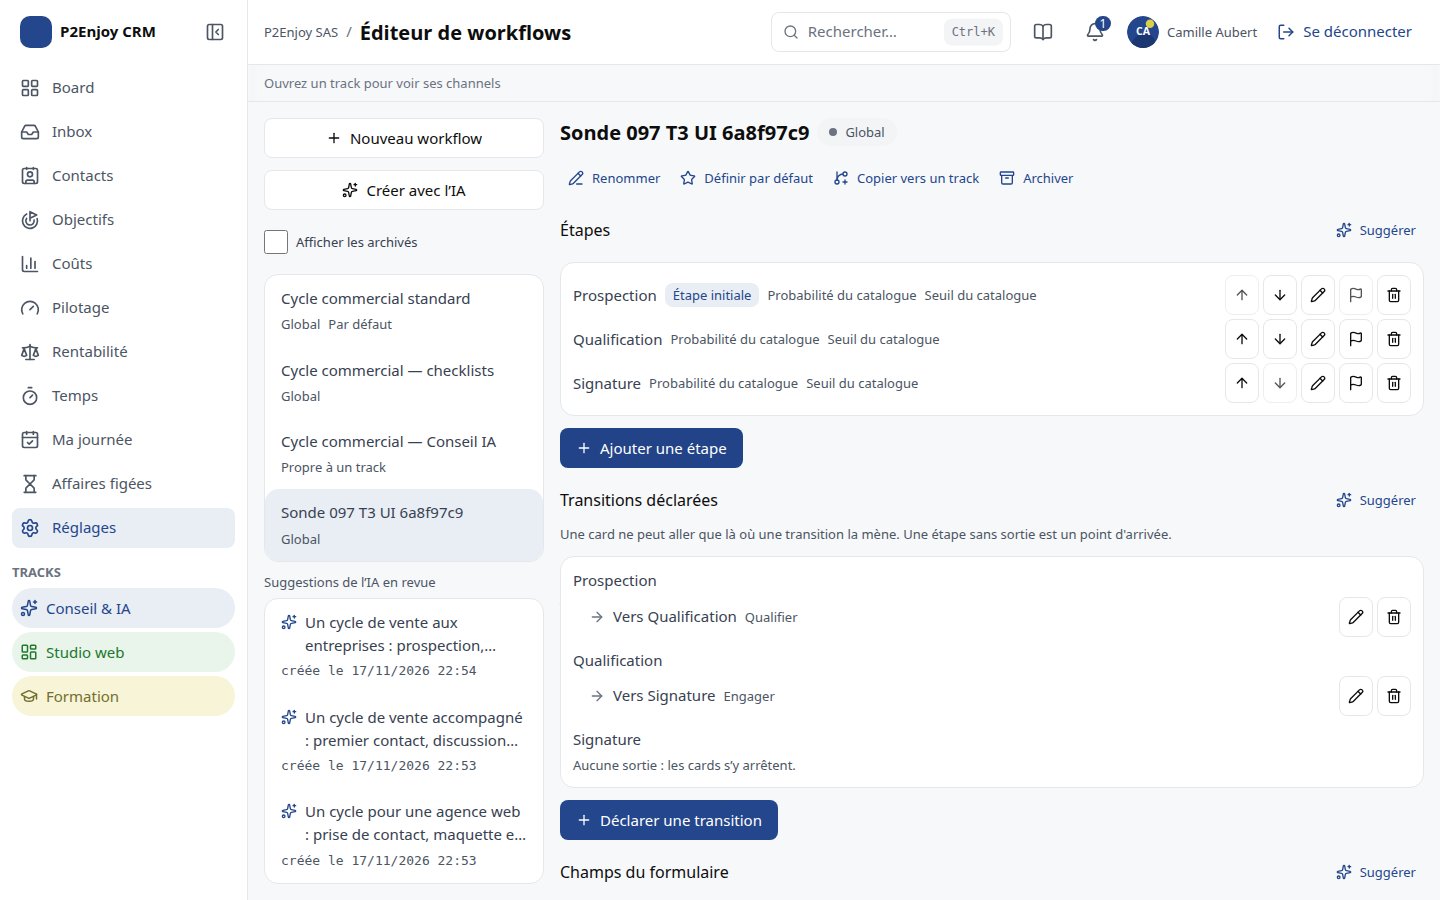 P2Enjoy CRM
Board
Inbox
Contacts
Objectifs
Coûts
Pilotage
Rentabilité
Temps
Ma journée
Affaires figées
Réglages
TRACKS
Conseil & IA
Studio web
Formation
P2Enjoy SAS / Éditeur de workflows
Rechercher... Ctrl+K
1
CA Camille Aubert
Se déconnecter
Ouvrez un track pour voir ses channels
Nouveau workflow
Créer avec l'IA
Afficher les archivés
Cycle commercial standard
Global Par défaut
Cycle commercial — checklists
Global
Cycle commercial — Conseil IA
Propre à un track
Sonde 097 T3 UI 6a8f97c9
Global
Suggestions de l'IA en revue
Un cycle de vente aux
entreprises : prospection,...
créée le 17/11/2026 22:54
Un cycle de vente accompagné
: premier contact, discussion...
créée le 17/11/2026 22:53
Un cycle pour une agence web
: prise de contact, maquette e...
créée le 17/11/2026 22:53
Sonde 097 T3 UI 6a8f97c9 Global
Renommer Définir par défaut Copier vers un track Archiver
Étapes Suggérer
Prospection Étape initiale Probabilité du catalogue Seuil du catalogue
Qualification Probabilité du catalogue Seuil du catalogue
Signature Probabilité du catalogue Seuil du catalogue
Ajouter une étape
Transitions déclarées Suggérer
Une card ne peut aller que là où une transition la mène. Une étape sans sortie est un point d'arrivée.
Prospection
Vers Qualification Qualifier
Qualification
Vers Signature Engager
Signature
Aucune sortie : les cards s'y arrêtent.
Déclarer une transition
Champs du formulaire Suggérer